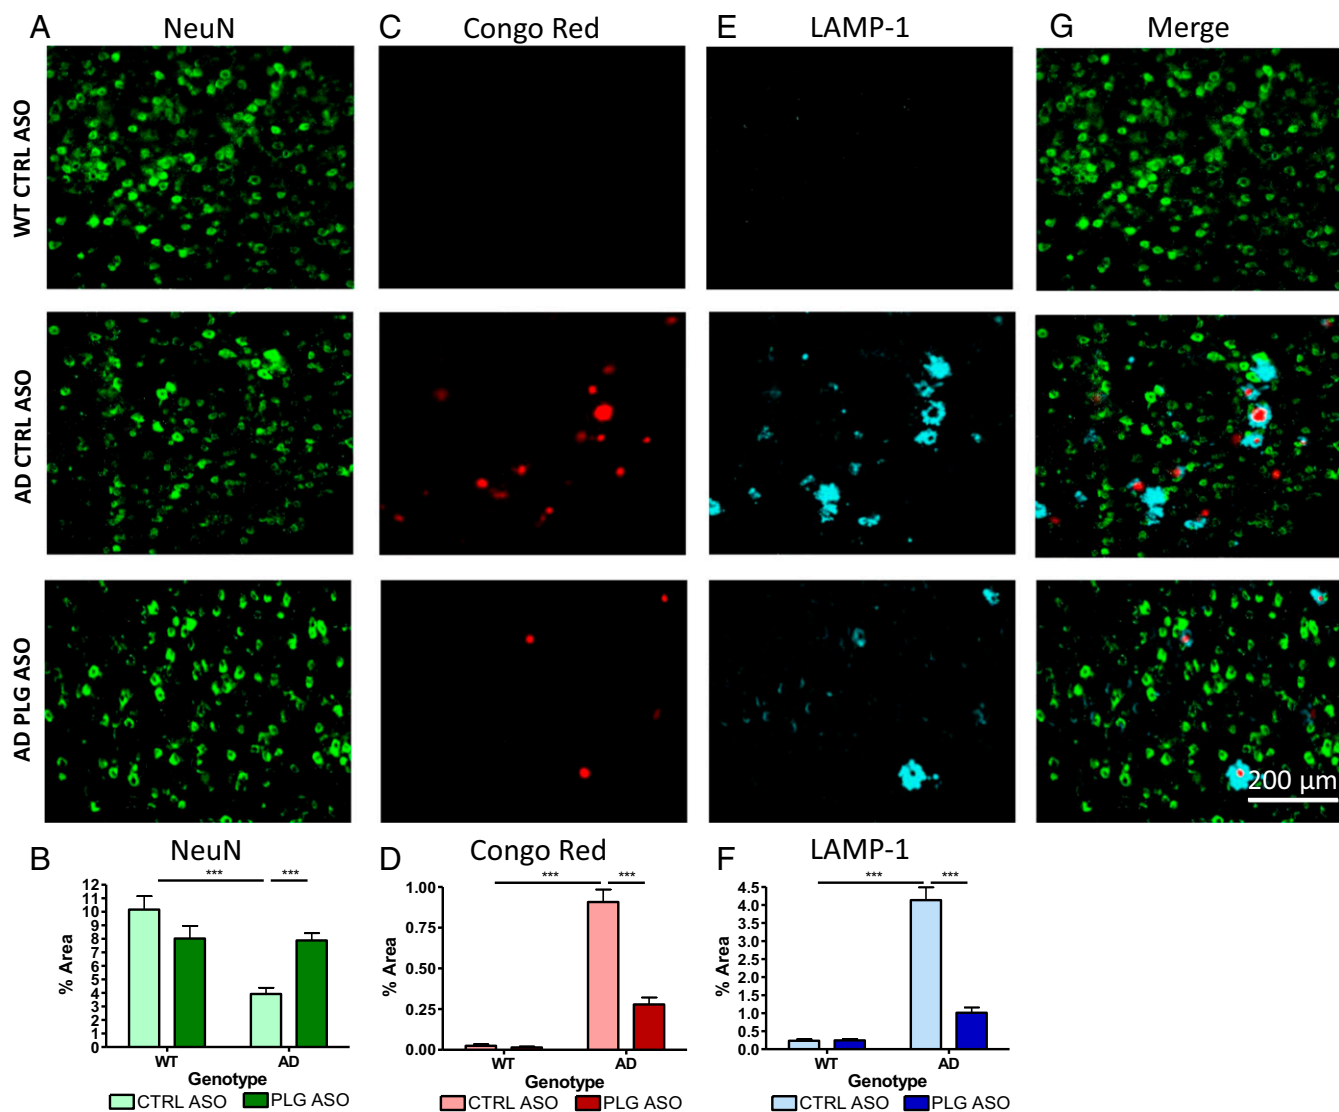 A NeuN C Congo Red E LAMP-1 G Merge
WT CTRL ASO
AD CTRL ASO
AD PLG ASO
200 μm
B NeuN D Congo Red F LAMP-1
*** *** *** *** *** ***
% Area
12
11
10
9
8
7
6
5
4
3
2
1
0
WT AD
Genotype
CTRL ASO PLG ASO
% Area
1.00
0.75
0.50
0.25
0.00
WT AD
Genotype
CTRL ASO PLG ASO
% Area
4.5
4.0
3.5
3.0
2.5
2.0
1.5
1.0
0.5
0.0
WT AD
Genotype
CTRL ASO PLG ASO